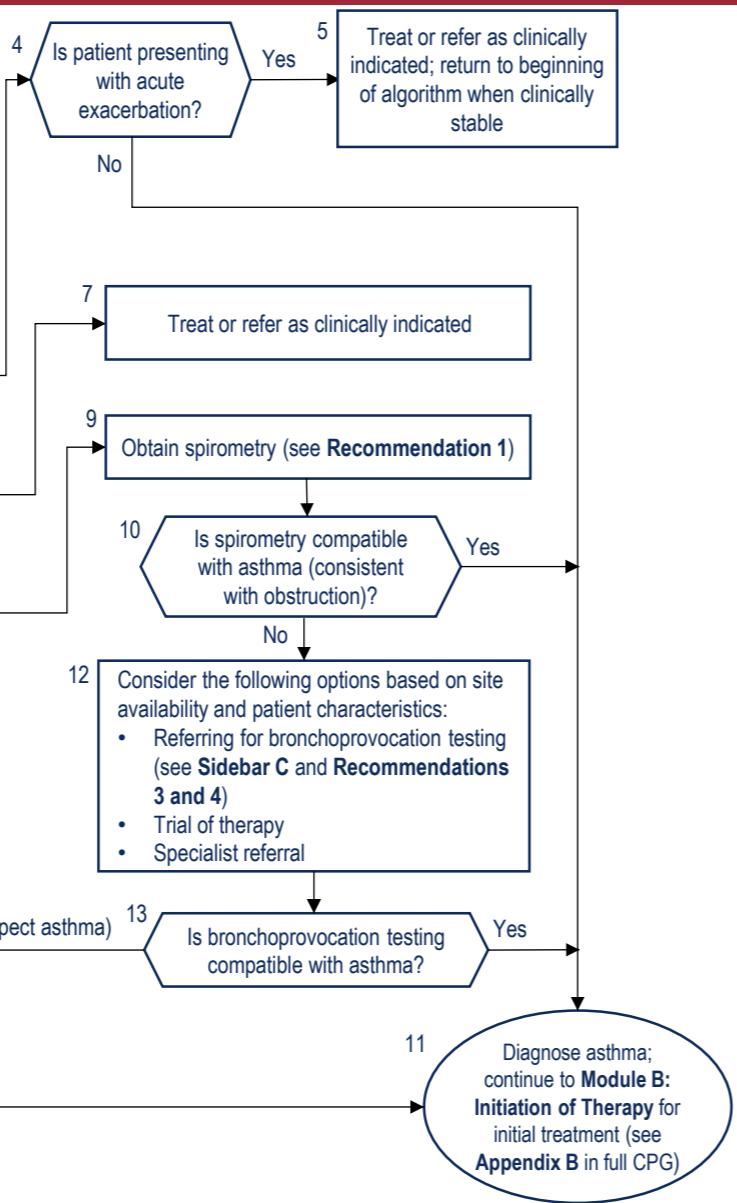 4
Is patient presenting
with acute
exacerbation?
Yes
5
Treat or refer as clinically
indicated; return to beginning
of algorithm when clinically
stable
No
7
Treat or refer as clinically indicated
9
Obtain spirometry (see Recommendation 1)
10
Is spirometry compatible
with asthma (consistent
with obstruction)?
Yes
No
12
Consider the following options based on site
availability and patient characteristics:
• Referring for bronchoprovocation testing
(see Sidebar C and Recommendations
3 and 4)
• Trial of therapy
• Specialist referral
pect asthma)
13
Is bronchoprovocation testing
compatible with asthma?
Yes
11
Diagnose asthma;
continue to Module B:
Initiation of Therapy for
initial treatment (see
Appendix B in full CPG)